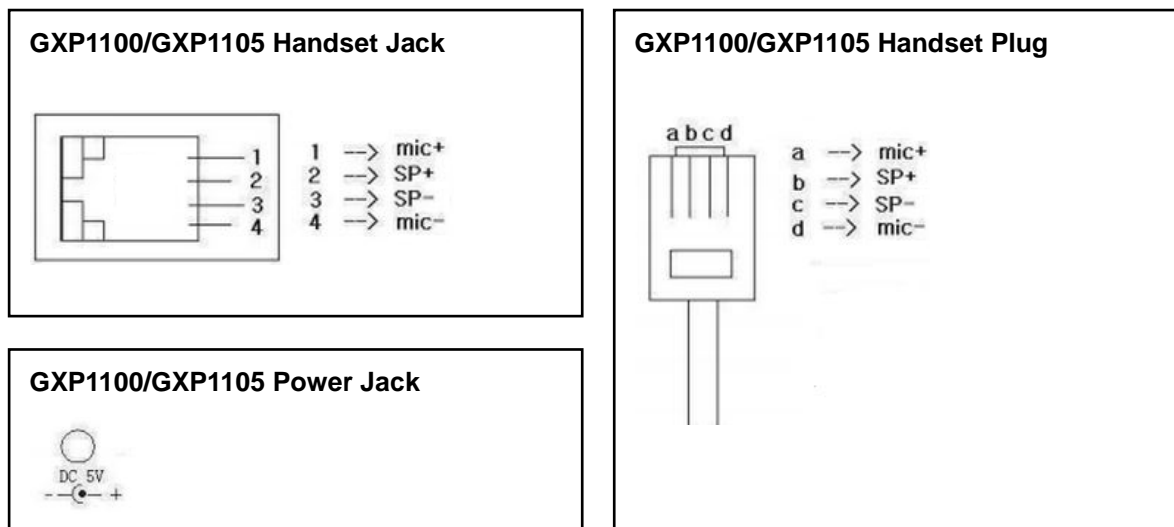 GXP1100/GXP1105 Handset Jack
1
2
3
4
1 --> mic+
2 --> SP+
3 --> SP-
4 --> mic-
GXP1100/GXP1105 Power Jack
DC 5V
- +
GXP1100/GXP1105 Handset Plug
a b c d
a --> mic+
b --> SP+
c --> SP-
d --> mic-